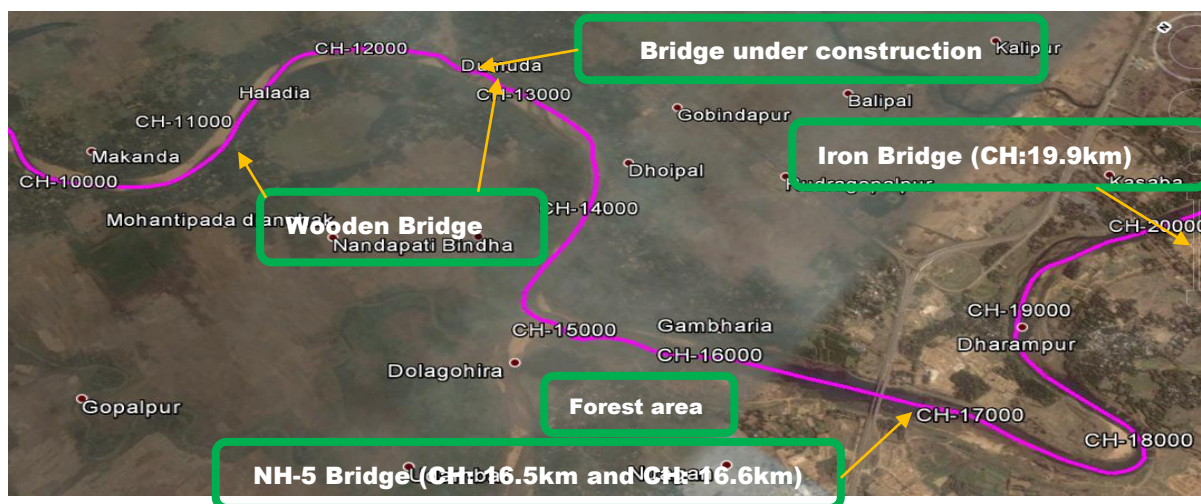 CH-12000
Bridge under construction
Kalipur
Dumuda
Haladia
CH-13000
Balipal
Gobindapur
CH-11000
Makanda
Iron Bridge (CH:19.9km)
Dhoipal
Rudragopalpur
Kasaba
CH-10000
CH-14000
Mohantipada
Wooden Bridge
CH-20000
Nandapati Bindha
CH-19000
CH-15000
Gambharia
Dharampur
CH-16000
Dolagohira
Gopalpur
Forest area
CH-17000
CH-18000
NH-5 Bridge (CH: 16.5km and CH: 16.6km)